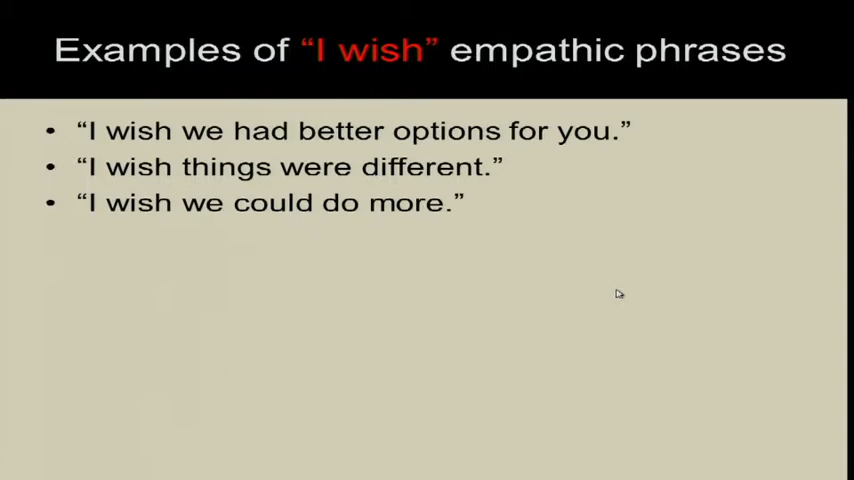 Examples of “I wish” empathic phrases
• “I wish we had better options for you.”
• “I wish things were different.”
• “I wish we could do more.”